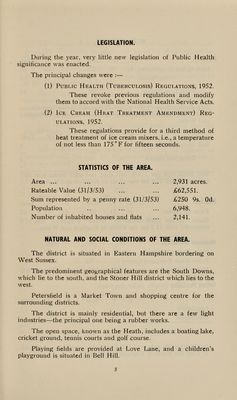 LEGISLATION.
During the year, very little new legislation of Public Health
significance was enacted.
The principal changes were :—
(1) PUBLIC HEALTH (TUBERCULOSIS) REGULATIONS, 1952.
These revoke previous regulations and modify
them to accord with the National Health Service Acts.
(2) ICE CREAM (HEAT TREATMENT AMENDMENT) REG-
ULATIONS, 1952.
These regulations provide for a third method of
heat treatment of ice cream mixes, i.e., a temperature
of not less than 175°F for fifteen seconds.
STATISTICS OF THE AREA.
Area ... ... ... ... 2,931 acres.
Rateable Value (31/3/53) ... £62,551.
Sum represented by a penny rate (31/3/53) £250 9s. 0d.
Population ... ... ... 6,948.
Number of inhabited houses and flats ... 2,141.
NATURAL AND SOCIAL CONDITIONS OF THE AREA.
The district is situated in Eastern Hampshire bordering on
West Sussex.
The predominent geographical features are the South Downs,
which lie to the south, and the Stoner Hill district which lies to the
west.
Petersfield is a Market Town and shopping centre for the
surrounding districts.
The district is mainly residential, but there are a few light
industries—the principal one being a rubber works.
The open space, known as the Heath, includes a boating lake,
cricket ground, tennis courts and golf course.
Playing fields are provided at Love Lane, and a children's
playground is situated in Bell Hill.